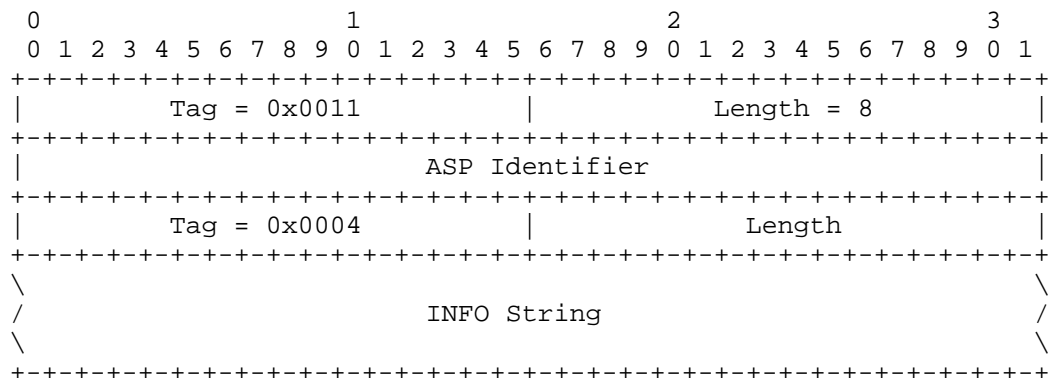 0                   1                   2                   3
 0 1 2 3 4 5 6 7 8 9 0 1 2 3 4 5 6 7 8 9 0 1 2 3 4 5 6 7 8 9 0 1
+-+-+-+-+-+-+-+-+-+-+-+-+-+-+-+-+-+-+-+-+-+-+-+-+-+-+-+-+-+-+-+-+
|         Tag = 0x0011          |           Length = 8          |
+-+-+-+-+-+-+-+-+-+-+-+-+-+-+-+-+-+-+-+-+-+-+-+-+-+-+-+-+-+-+-+-+
|                         ASP Identifier                        |
+-+-+-+-+-+-+-+-+-+-+-+-+-+-+-+-+-+-+-+-+-+-+-+-+-+-+-+-+-+-+-+-+
|         Tag = 0x0004          |             Length            |
+-+-+-+-+-+-+-+-+-+-+-+-+-+-+-+-+-+-+-+-+-+-+-+-+-+-+-+-+-+-+-+-+
\                                                               \
/                         INFO String                           /
\                                                               \
+-+-+-+-+-+-+-+-+-+-+-+-+-+-+-+-+-+-+-+-+-+-+-+-+-+-+-+-+-+-+-+-+